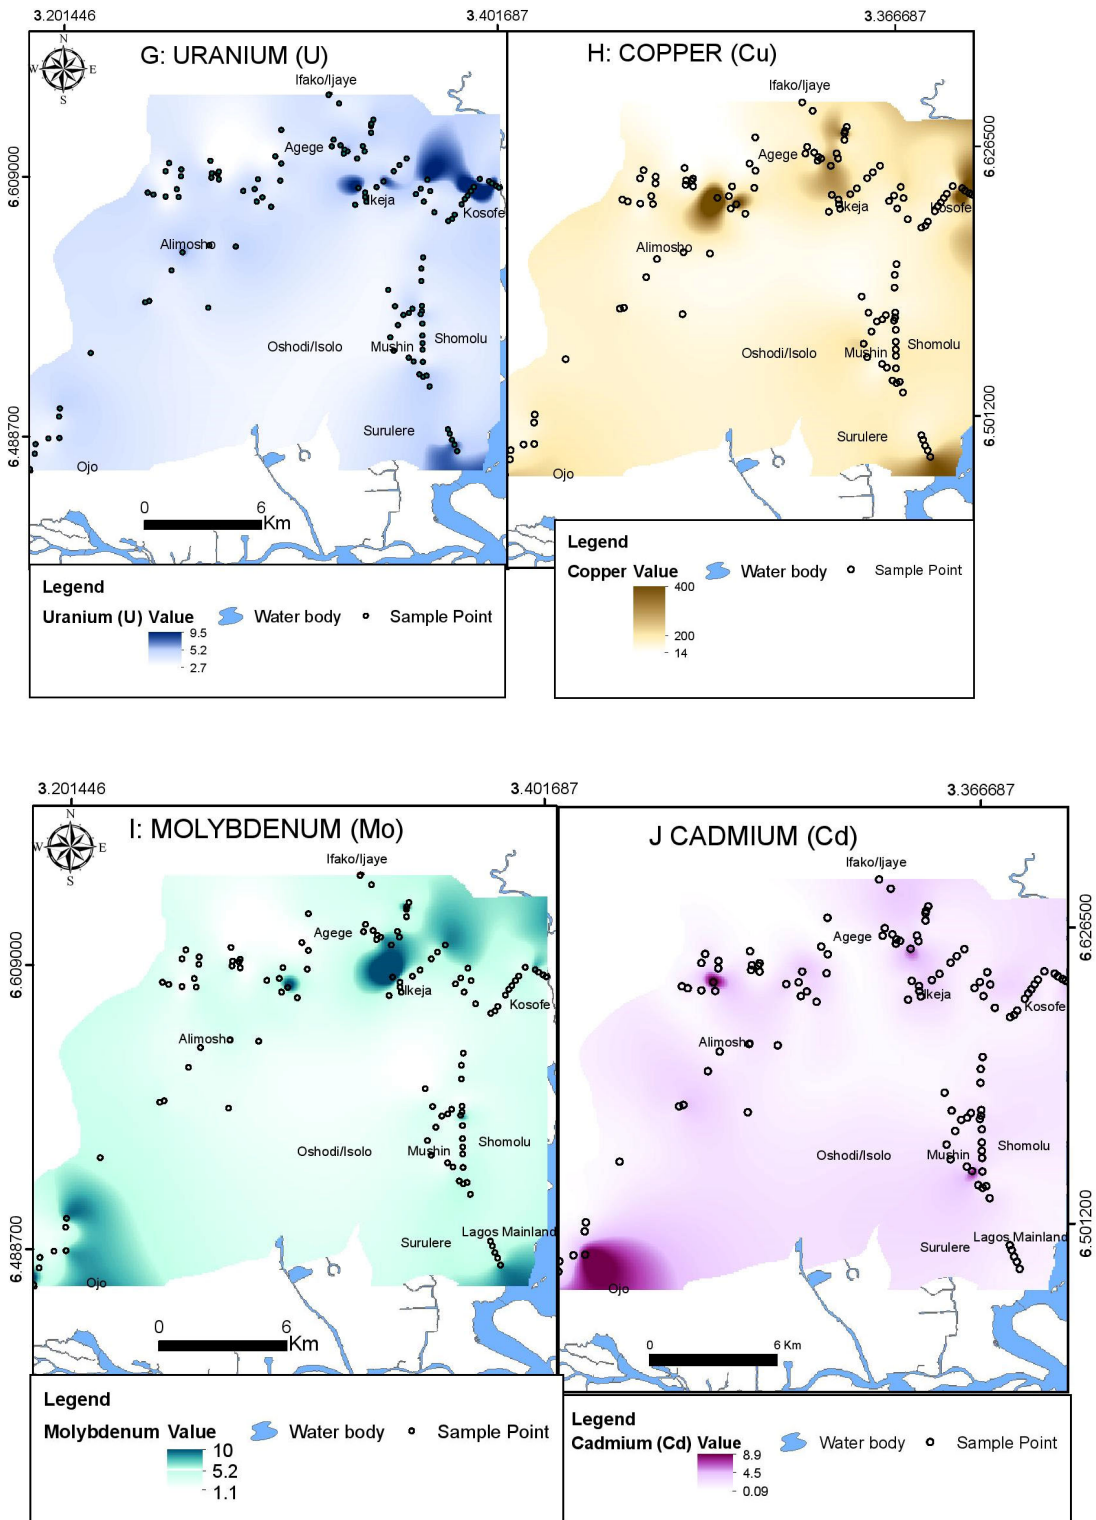 3.201446
3.401687
3.366687
G: URANIUM (U)
H: COPPER (Cu)
N
W E
S
Ifako/Ijaye
Ifako/Ijaye
6.609000
6.626500
Agege
Agege
Ikeja
Kosofe
Ikeja
Kosofe
Alimosho
Alimosho
Oshodi/Isolo
Mushin
Shomolu
Oshodi/Isolo
Mushin
Shomolu
6.488700
6.501200
Surulere
Surulere
Ojo
Ojo
0 6
Km
Legend
Uranium (U) Value
Water body
Sample Point
9.5
5.2
2.7
Legend
Copper Value
Water body
Sample Point
400
200
14
3.201446
3.401687
3.366687
I: MOLYBDENUM (Mo)
J CADMIUM (Cd)
N
W E
S
Ifako/Ijaye
Ifako/Ijaye
6.609000
6.626500
Agege
Agege
Ikeja
Kosofe
Ikeja
Kosofe
Alimosho
Alimosho
Oshodi/Isolo
Mushin
Shomolu
Oshodi/Isolo
Mushin
Shomolu
6.488700
6.501200
Surulere
Lagos Mainland
Surulere
Lagos Mainland
Ojo
Ojo
0 6
Km
0 6 Km
Legend
Molybdenum Value
Water body
Sample Point
10
5.2
1.1
Legend
Cadmium (Cd) Value
Water body
Sample Point
8.9
4.5
0.09